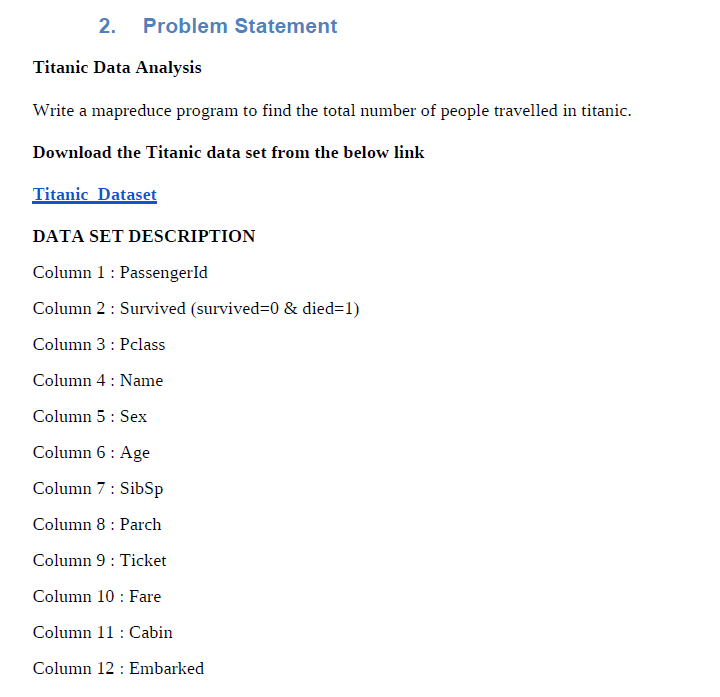 2. Problem Statement
Titanic Data Analysis
Write a mapreduce program to find the total number of people travelled in titanic.
Download the Titanic data set from the below link
Titanic_Dataset
DATA SET DESCRIPTION
Column 1 : PassengerId
Column 2 : Survived (survived=0 & died=1)
Column 3 : Pclass
Column 4 : Name
Column 5 : Sex
Column 6 : Age
Column 7 : SibSp
Column 8 : Parch
Column 9 : Ticket
Column 10 : Fare
Column 11 : Cabin
Column 12 : Embarked